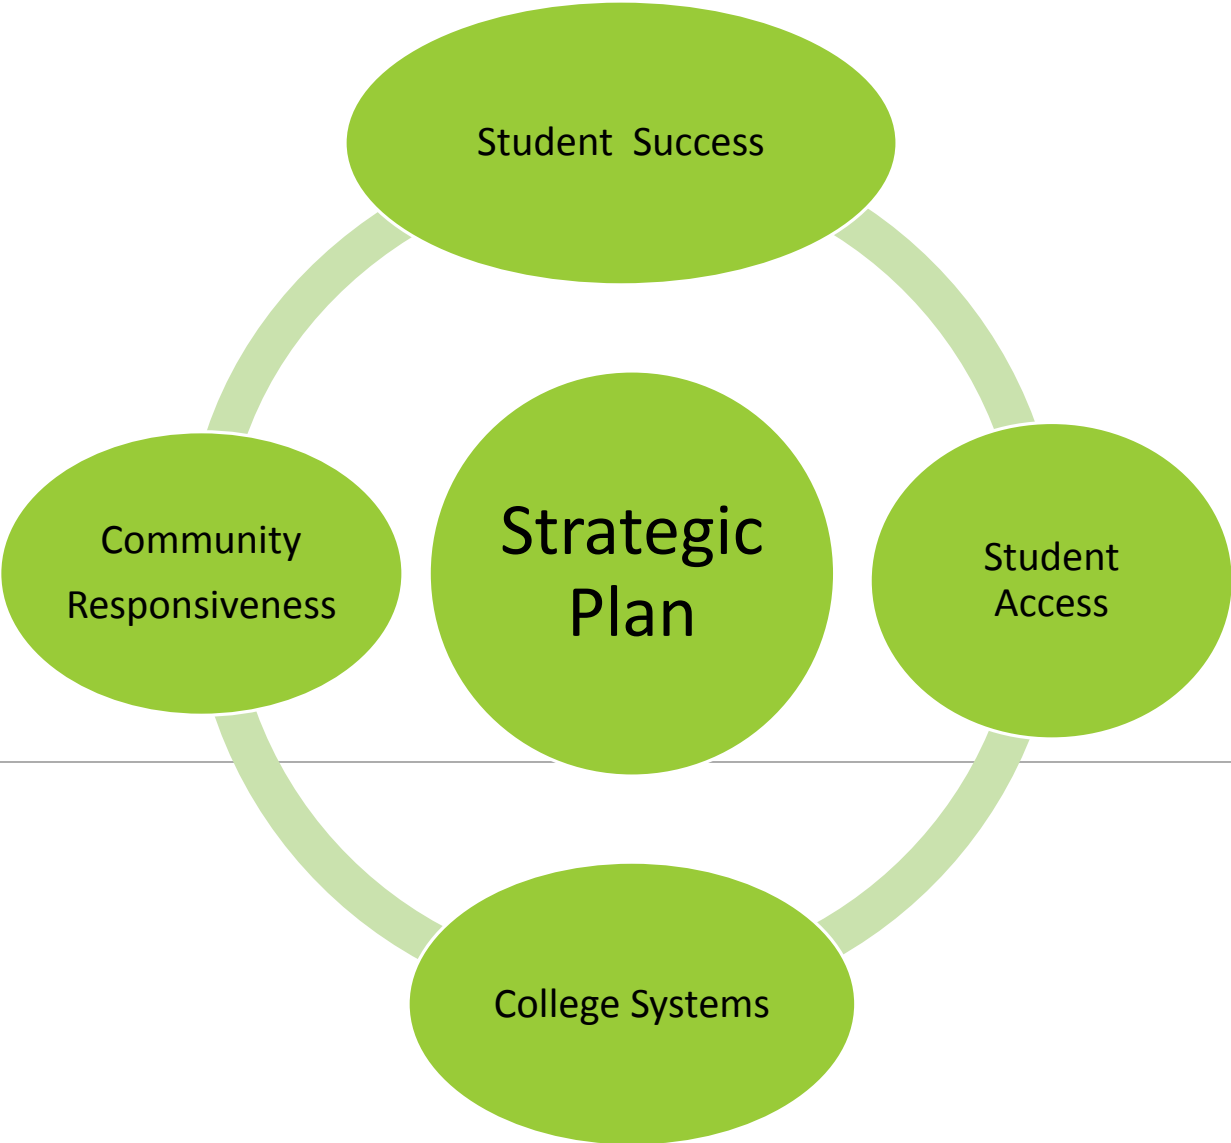 Student  Success
Community
Responsiveness
Strategic
Plan
Student
Access
College Systems